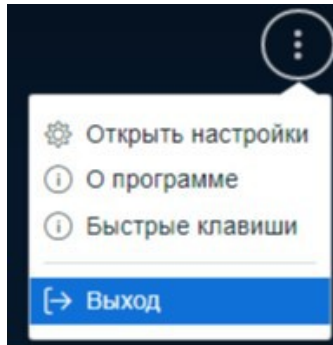 Открыть настройки
О программе
Быстрые клавиши
Выход